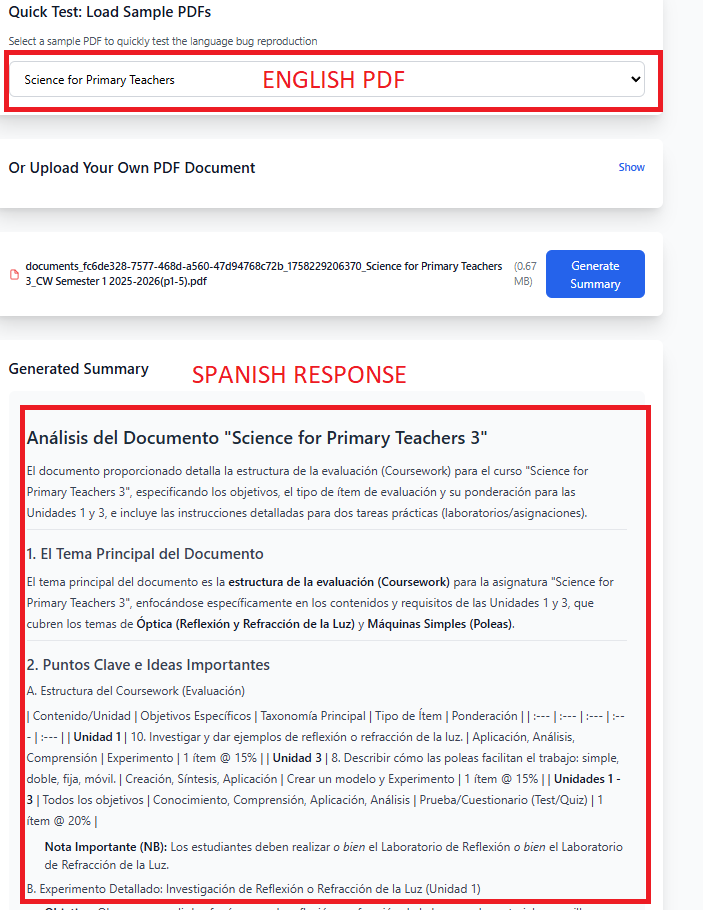 Quick Test: Load Sample PDFs
Select a sample PDF to quickly test the language bug reproduction
Science for Primary Teachers
ENGLISH PDF
Or Upload Your Own PDF Document
Show
documents_fc6de328-7577-468d-a560-47d94768c72b_1758229206370_Science for Primary Teachers
3_CW Semester 1 2025-2026(p1-5).pdf
(0.67
MB)
Generate
Summary
Generated Summary
SPANISH RESPONSE
Análisis del Documento "Science for Primary Teachers 3"
El documento proporcionado detalla la estructura de la evaluación (Coursework) para el curso "Science for
Primary Teachers 3", especificando los objetivos, el tipo de ítem de evaluación y su ponderación para las
Unidades 1 y 3, e incluye las instrucciones detalladas para dos tareas prácticas (laboratorios/asignaciones).
1. El Tema Principal del Documento
El tema principal del documento es la estructura de la evaluación (Coursework) para la asignatura "Science for
Primary Teachers 3", enfocándose específicamente en los contenidos y requisitos de las Unidades 1 y 3, que
cubren los temas de Óptica (Reflexión y Refracción de la Luz) y Máquinas Simples (Poleas).
2. Puntos Clave e Ideas Importantes
A. Estructura del Coursework (Evaluación)
| Contenido/Unidad | Objetivos Específicos | Taxonomía Principal | Tipo de Ítem | Ponderación | | :--- | :--- | :--- | :--
- | :--- | | Unidad 1 | 10. Investigar y dar ejemplos de reflexión o refracción de la luz. | Aplicación, Análisis,
Comprensión | Experimento | 1 ítem @ 15% | | Unidad 3 | 8. Describir cómo las poleas facilitan el trabajo: simple,
doble, fija, móvil. | Creación, Síntesis, Aplicación | Crear un modelo y Experimento | 1 ítem @ 15% | | Unidades 1 -
3 | Todos los objetivos | Conocimiento, Comprensión, Aplicación, Análisis | Prueba/Cuestionario (Test/Quiz) | 1
ítem @ 20% |
Nota Importante (NB): Los estudiantes deben realizar o bien el Laboratorio de Reflexión o bien el Laboratorio
de Refracción de la Luz.
B. Experimento Detallado: Investigación de Reflexión o Refracción de la Luz (Unidad 1)